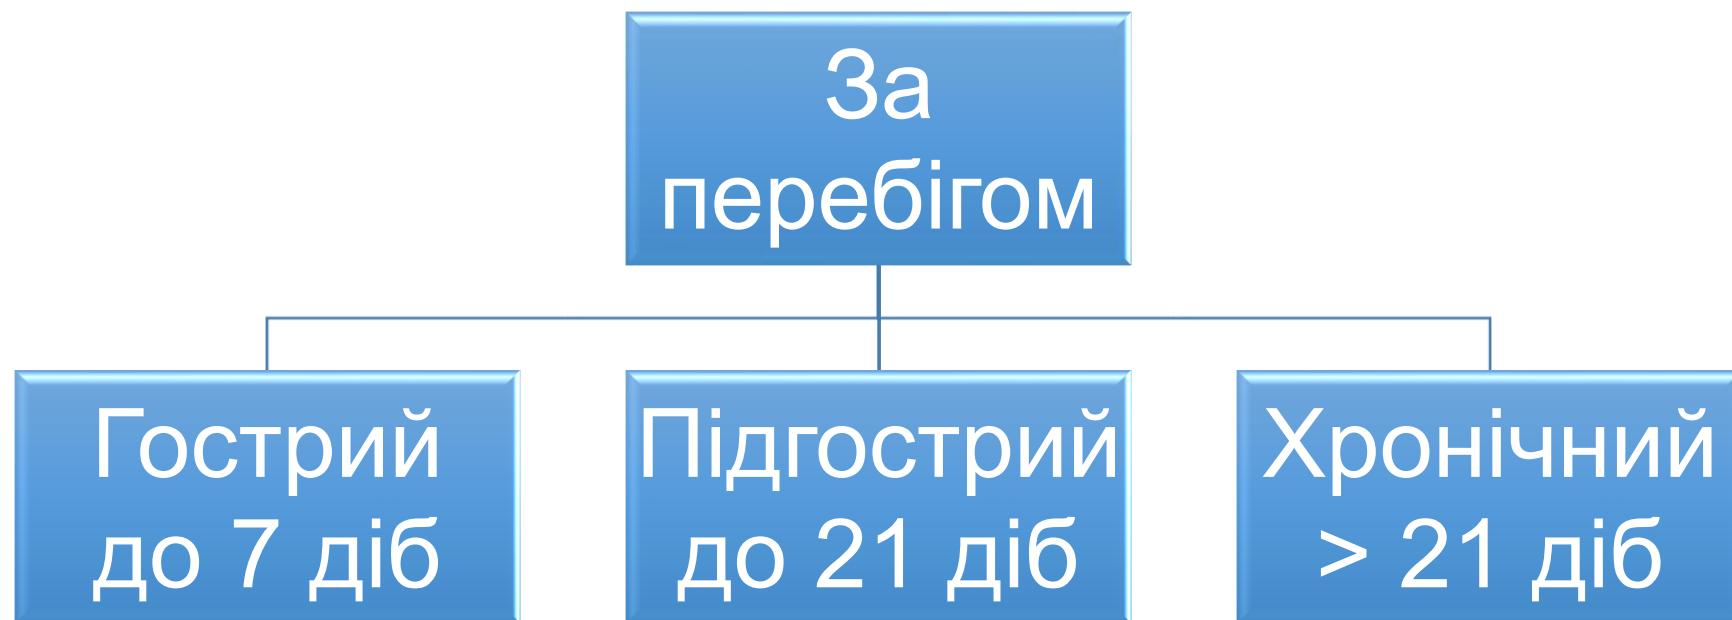 За
перебігом
Гострий
до 7 діб
Підгострий
до 21 діб
Хронічний
> 21 діб